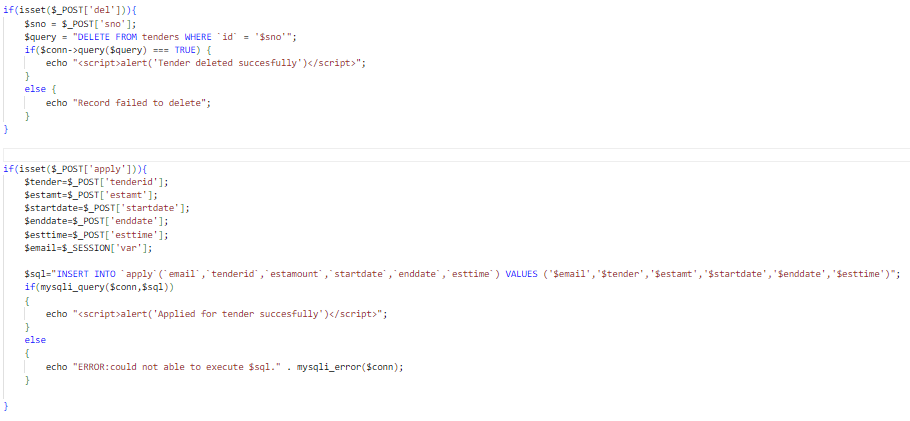 if(isset($_POST['del'])){
$sno = $_POST['sno'];
$query = "DELETE FROM tenders WHERE `id` = '$sno'";
if($conn->query($query) === TRUE) {
echo "<script>alert('Tender deleted succesfully')</script>";
}
else {
echo "Record failed to delete";
}
}
if(isset($_POST['apply'])){
$tender=$_POST['tenderid'];
$estamt=$_POST['estamt'];
$startdate=$_POST['startdate'];
$enddate=$_POST['enddate'];
$esttime=$_POST['esttime'];
$email=$_SESSION['var'];
$sql="INSERT INTO `apply`(`email`,`tenderid`,`estamount`,`startdate`,`enddate`,`esttime`) VALUES ('$email','$tender','$estamt','$startdate','$enddate','$esttime')";
if(mysqli_query($conn,$sql))
{
echo "<script>alert('Applied for tender succesfully')</script>";
}
else
{
echo "ERROR:could not able to execute $sql." . mysqli_error($conn);
}
}